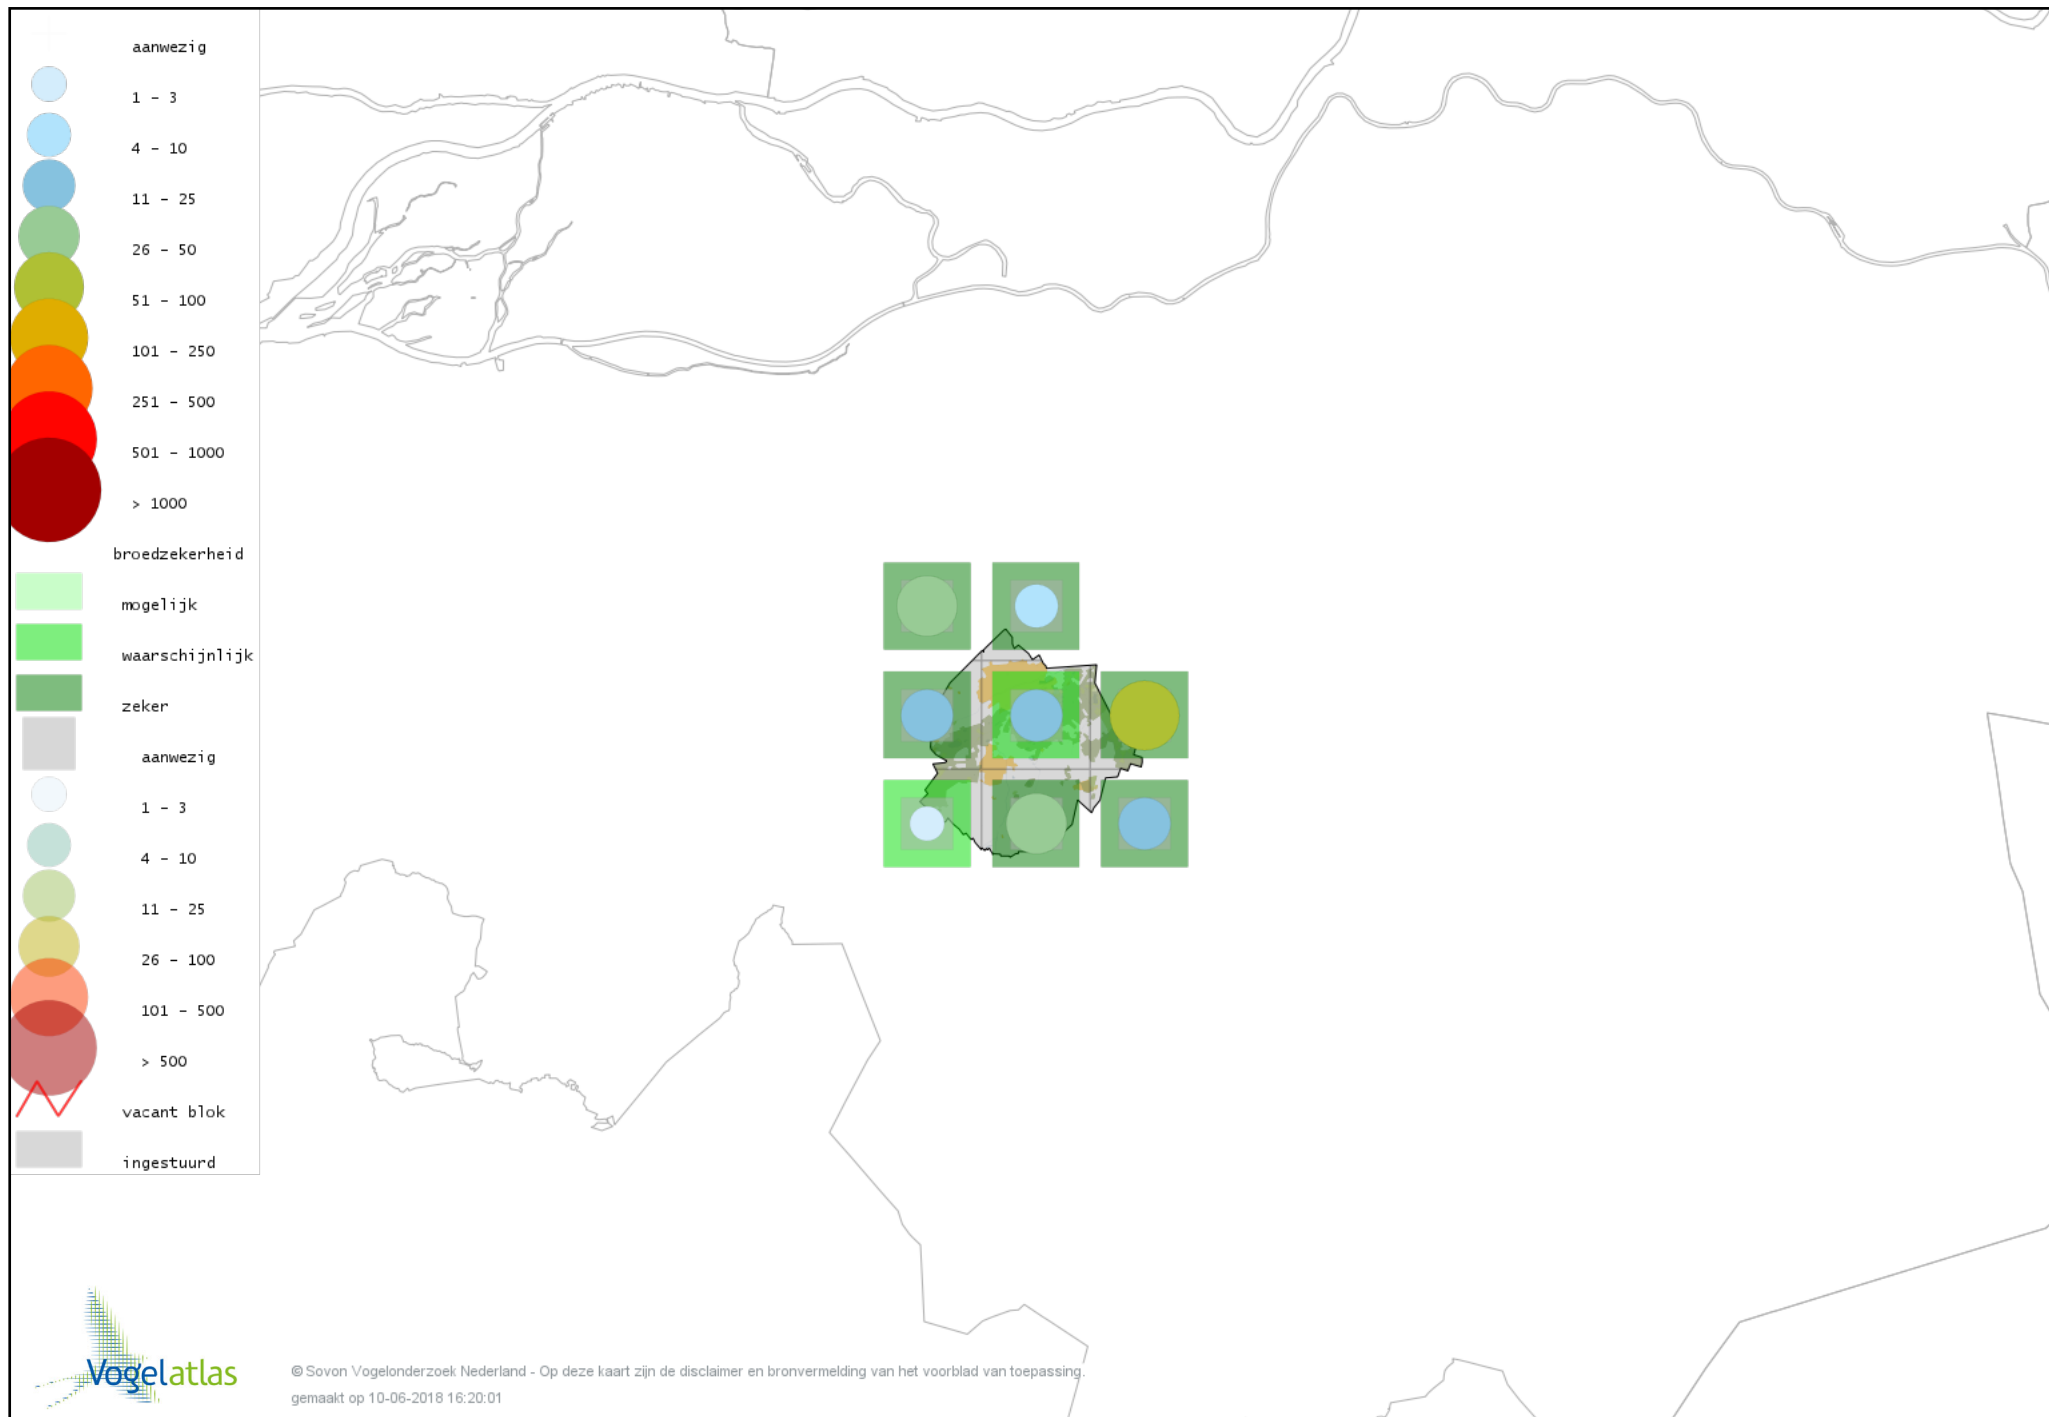 aanwezig
1 - 3
4 - 10
11 - 25
26 - 50
51 - 100
101 - 250
251 - 500
501 - 1000
> 1000
broedzekerheid
mogelijk
waarschijnlijk
zeker
aanwezig
1 - 3
4 - 10
11 - 25
26 - 100
101 - 500
> 500
vacant blok
ingestuurd
Vogelatlas
© Sovon Vogelonderzoek Nederland - Op deze kaart zijn de disclaimer en bronvermelding van het voorblad van toepassing.
gemaakt op 10-06-2018 16:20:01